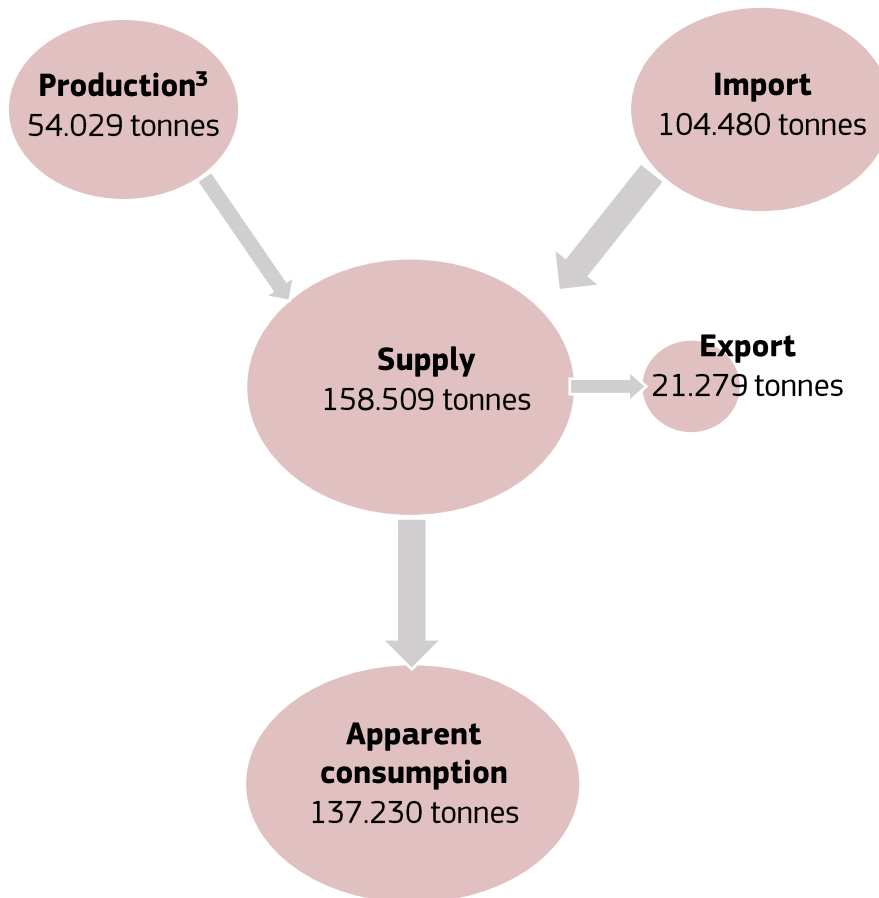 Production³
54.029 tonnes
Import
104.480 tonnes
Supply
158.509 tonnes
Export
21.279 tonnes
Apparent
consumption
137.230 tonnes